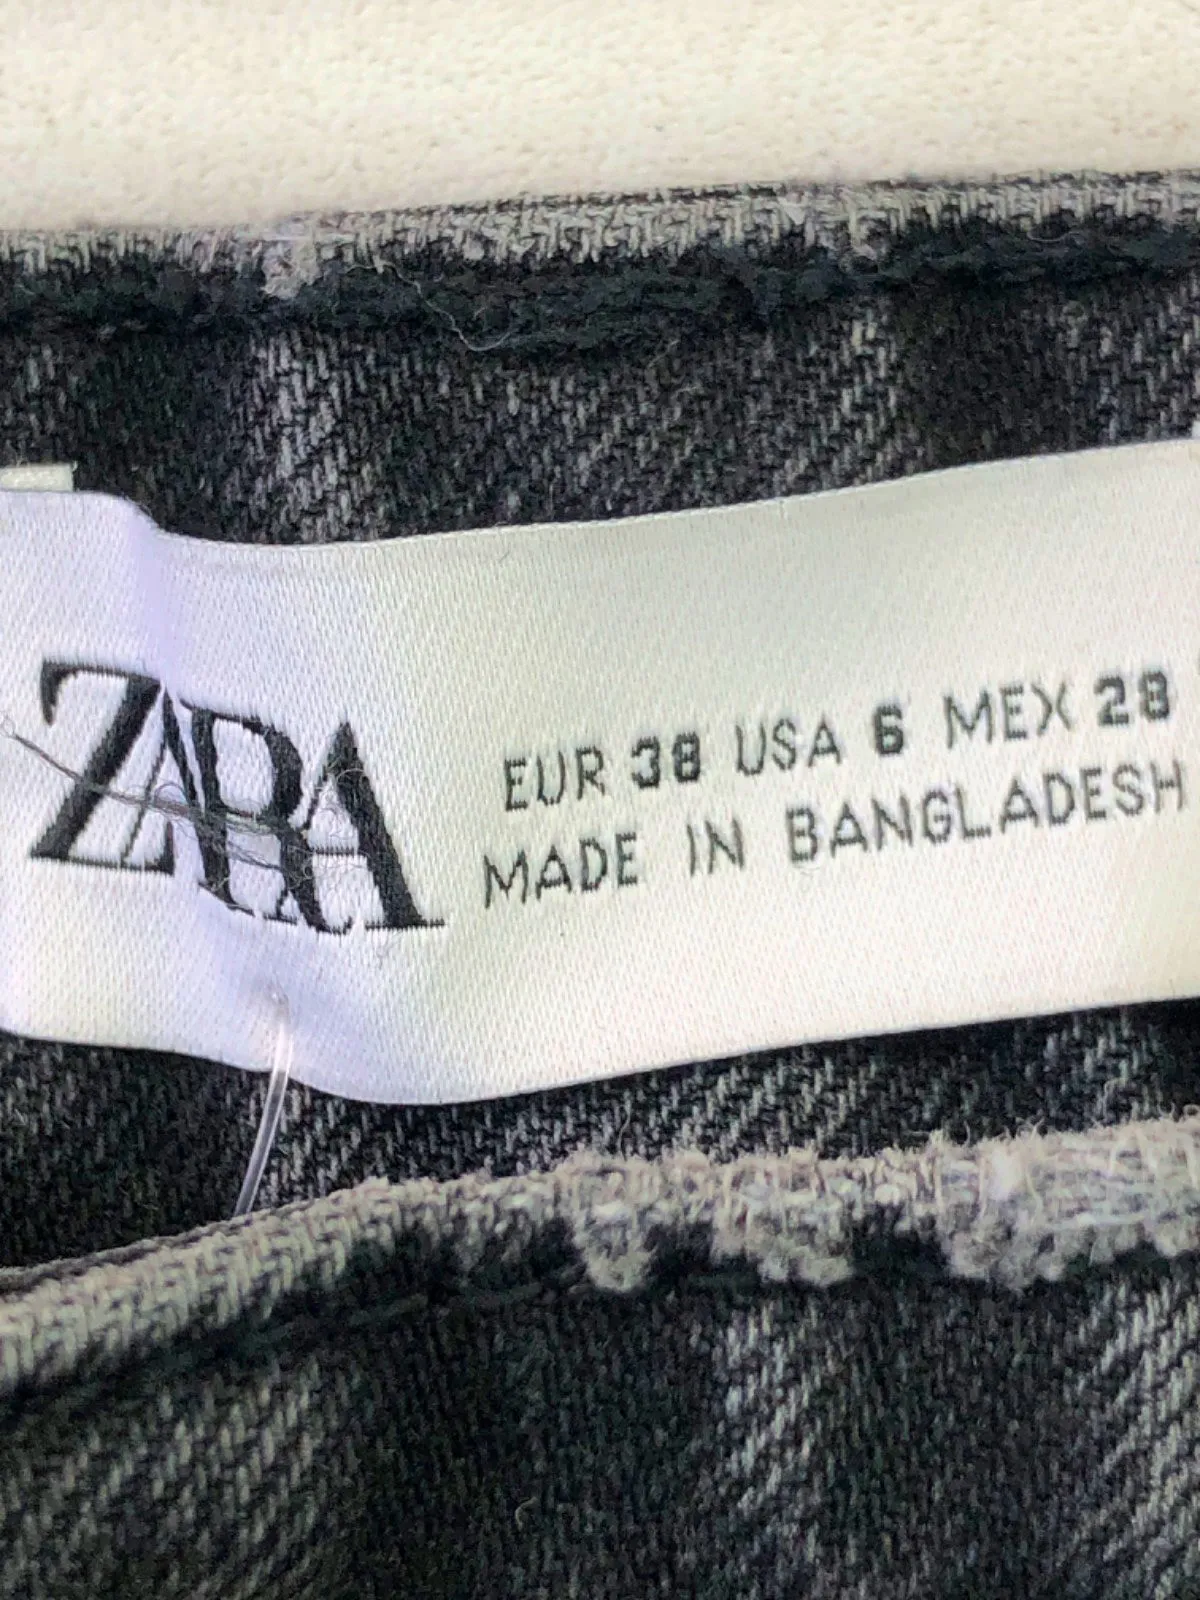 ZARA
EUR 38 USA 6 MEX 28
MADE IN BANGLADESH